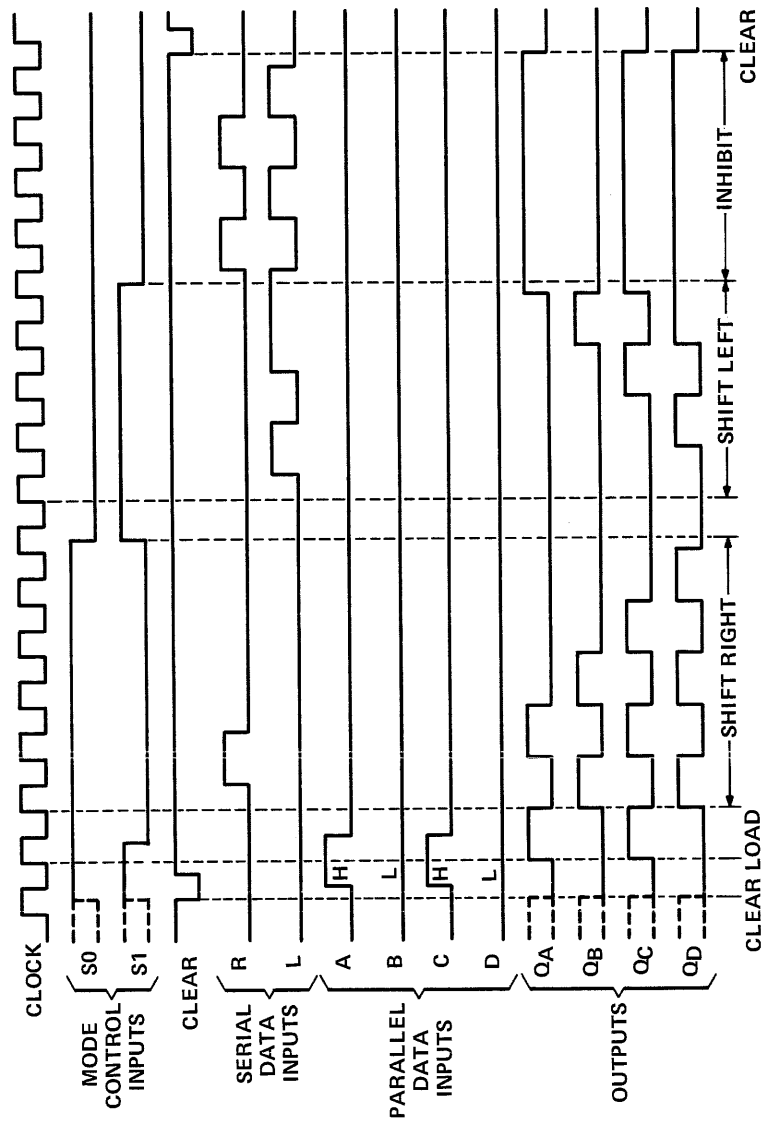 CLOCK
MODE
CONTROL
INPUTS
S0
S1
CLEAR
SERIAL
DATA
INPUTS
R
L
PARALLEL
DATA
INPUTS
A
H
B
L
C
H
D
L
OUTPUTS
QA
QB
QC
QD
SHIFT RIGHT
SHIFT LEFT
INHIBIT
CLEAR LOAD
CLEAR